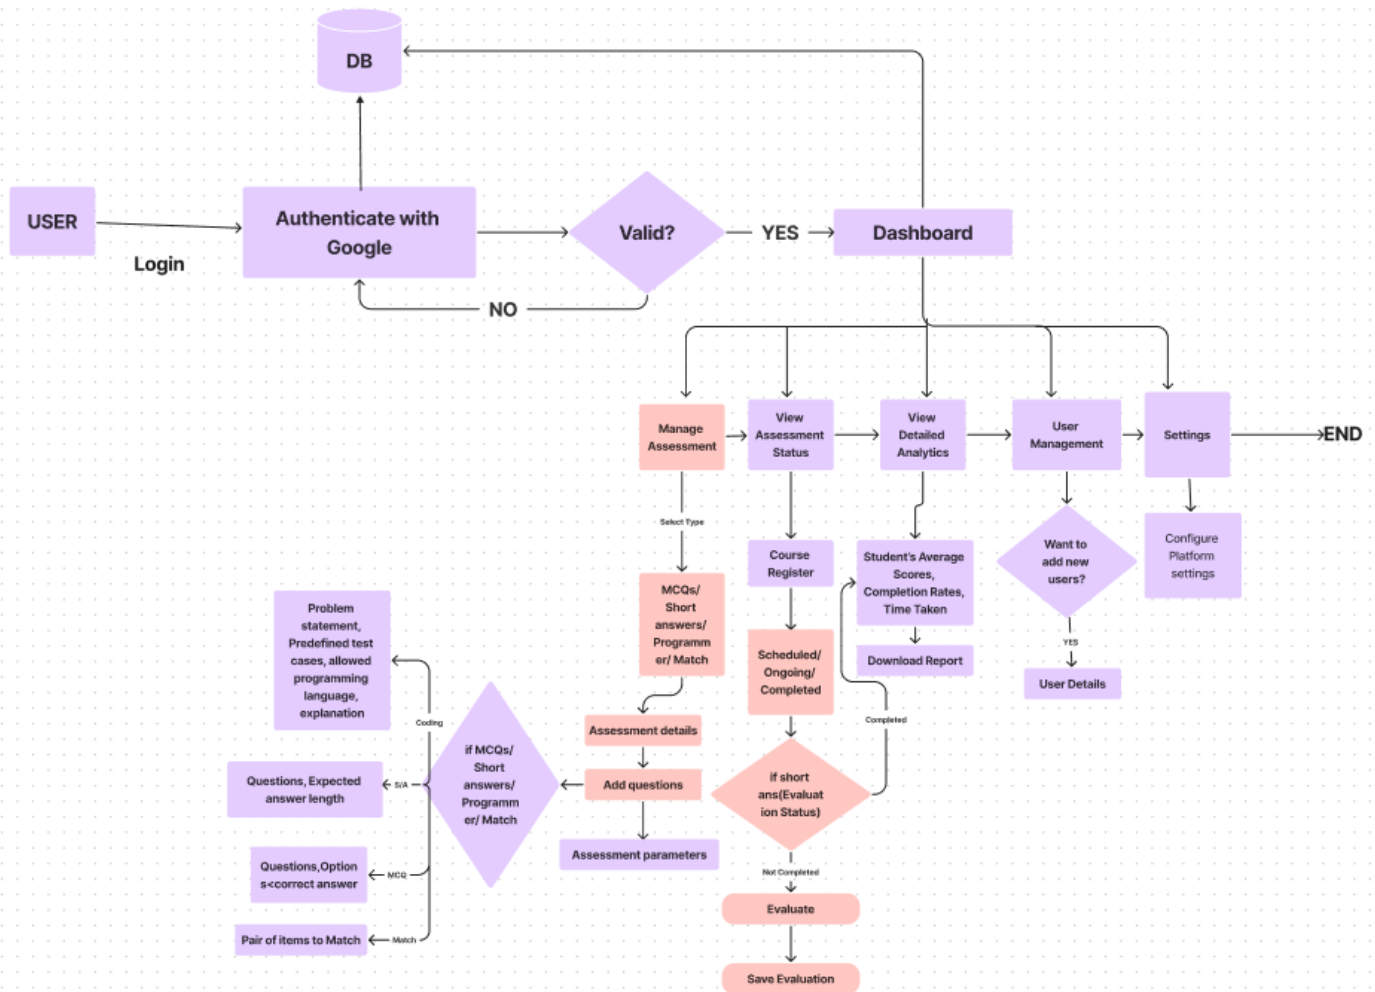 DB
USER
Login
Authenticate with
Google
Valid?
YES
Dashboard
NO
Manage
Assessment
View
Assessment
Status
View
Detailed
Analytics
User
Management
Settings
END
Select Type
Course
Register
Student's Average
Scores,
Completion Rates,
Time Taken
Want to
add new
users?
Configure
Platform
settings
MCQs/
Short
answers/
Programm
er/ Match
Scheduled/
Ongoing/
Completed
Download Report
YES
User Details
Problem
statement,
Predefined test
cases, allowed
programming
language,
explanation
Coding
Assessment details
Completed
if MCQs/
Short
answers/
Programm
er/ Match
Add questions
if short
ans(Evaluat
ion Status)
Questions, Expected
answer length
S/A
Assessment parameters
Questions,Option
s<correct answer
MCQ
Not Completed
Evaluate
Pair of items to Match
Match
Save Evaluation